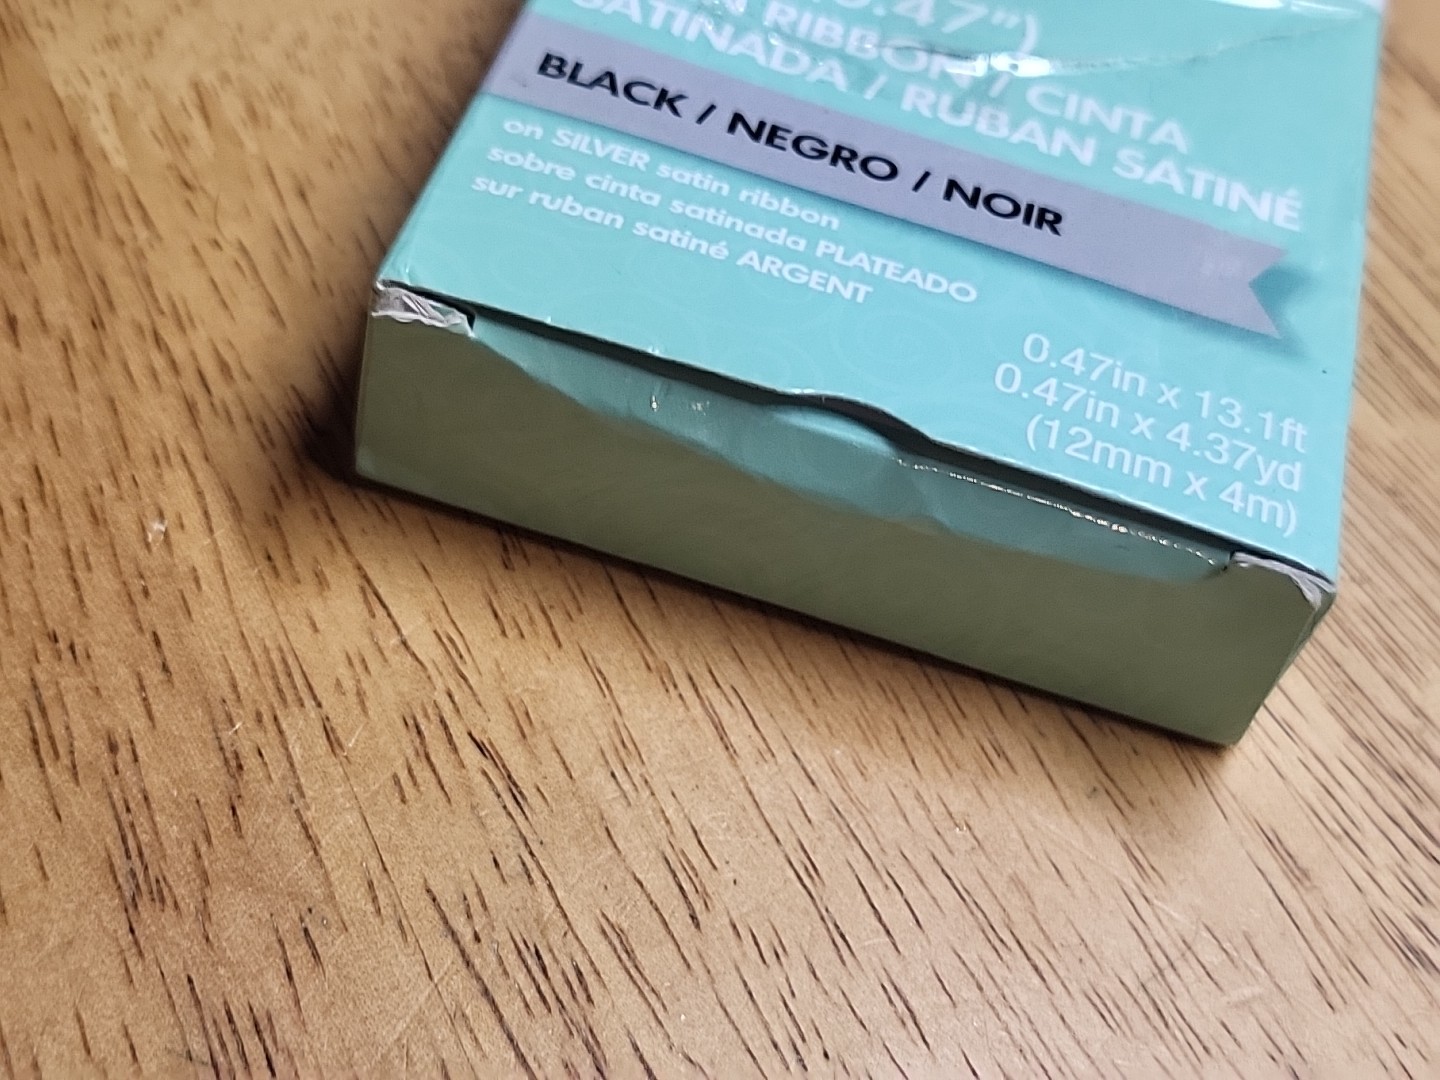 .47")
RIBBON / CINTA
SATINADA / RUBAN SATINÉ
BLACK / NEGRO / NOIR
on SILVER satin ribbon
sobre cinta satinada PLATEADO
sur ruban satiné ARGENT
0.47in x 13.1ft
0.47in x 4.37yd
(12mm x 4m)